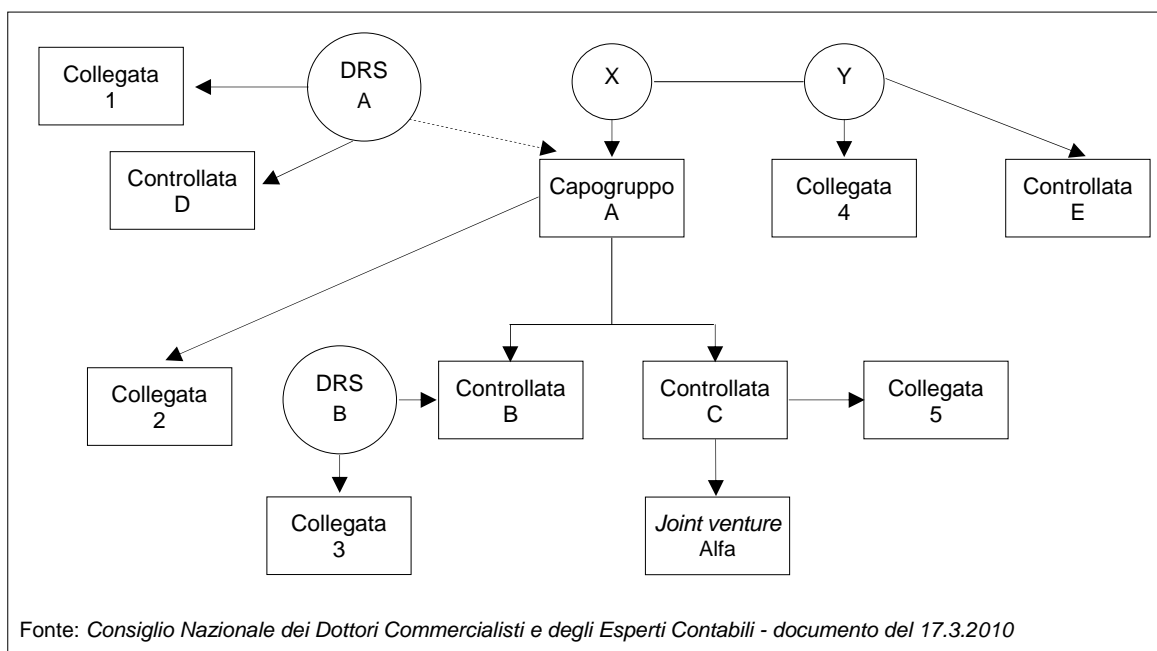 Collegata
1
DRS
A
X
Y
Controllata
D
Capogruppo
A
Collegata
4
Controllata
E
Collegata
2
DRS
B
Controllata
B
Controllata
C
Collegata
5
Collegata
3
Joint venture
Alfa
Fonte: Consiglio Nazionale dei Dottori Commercialisti e degli Esperti Contabili - documento del 17.3.2010